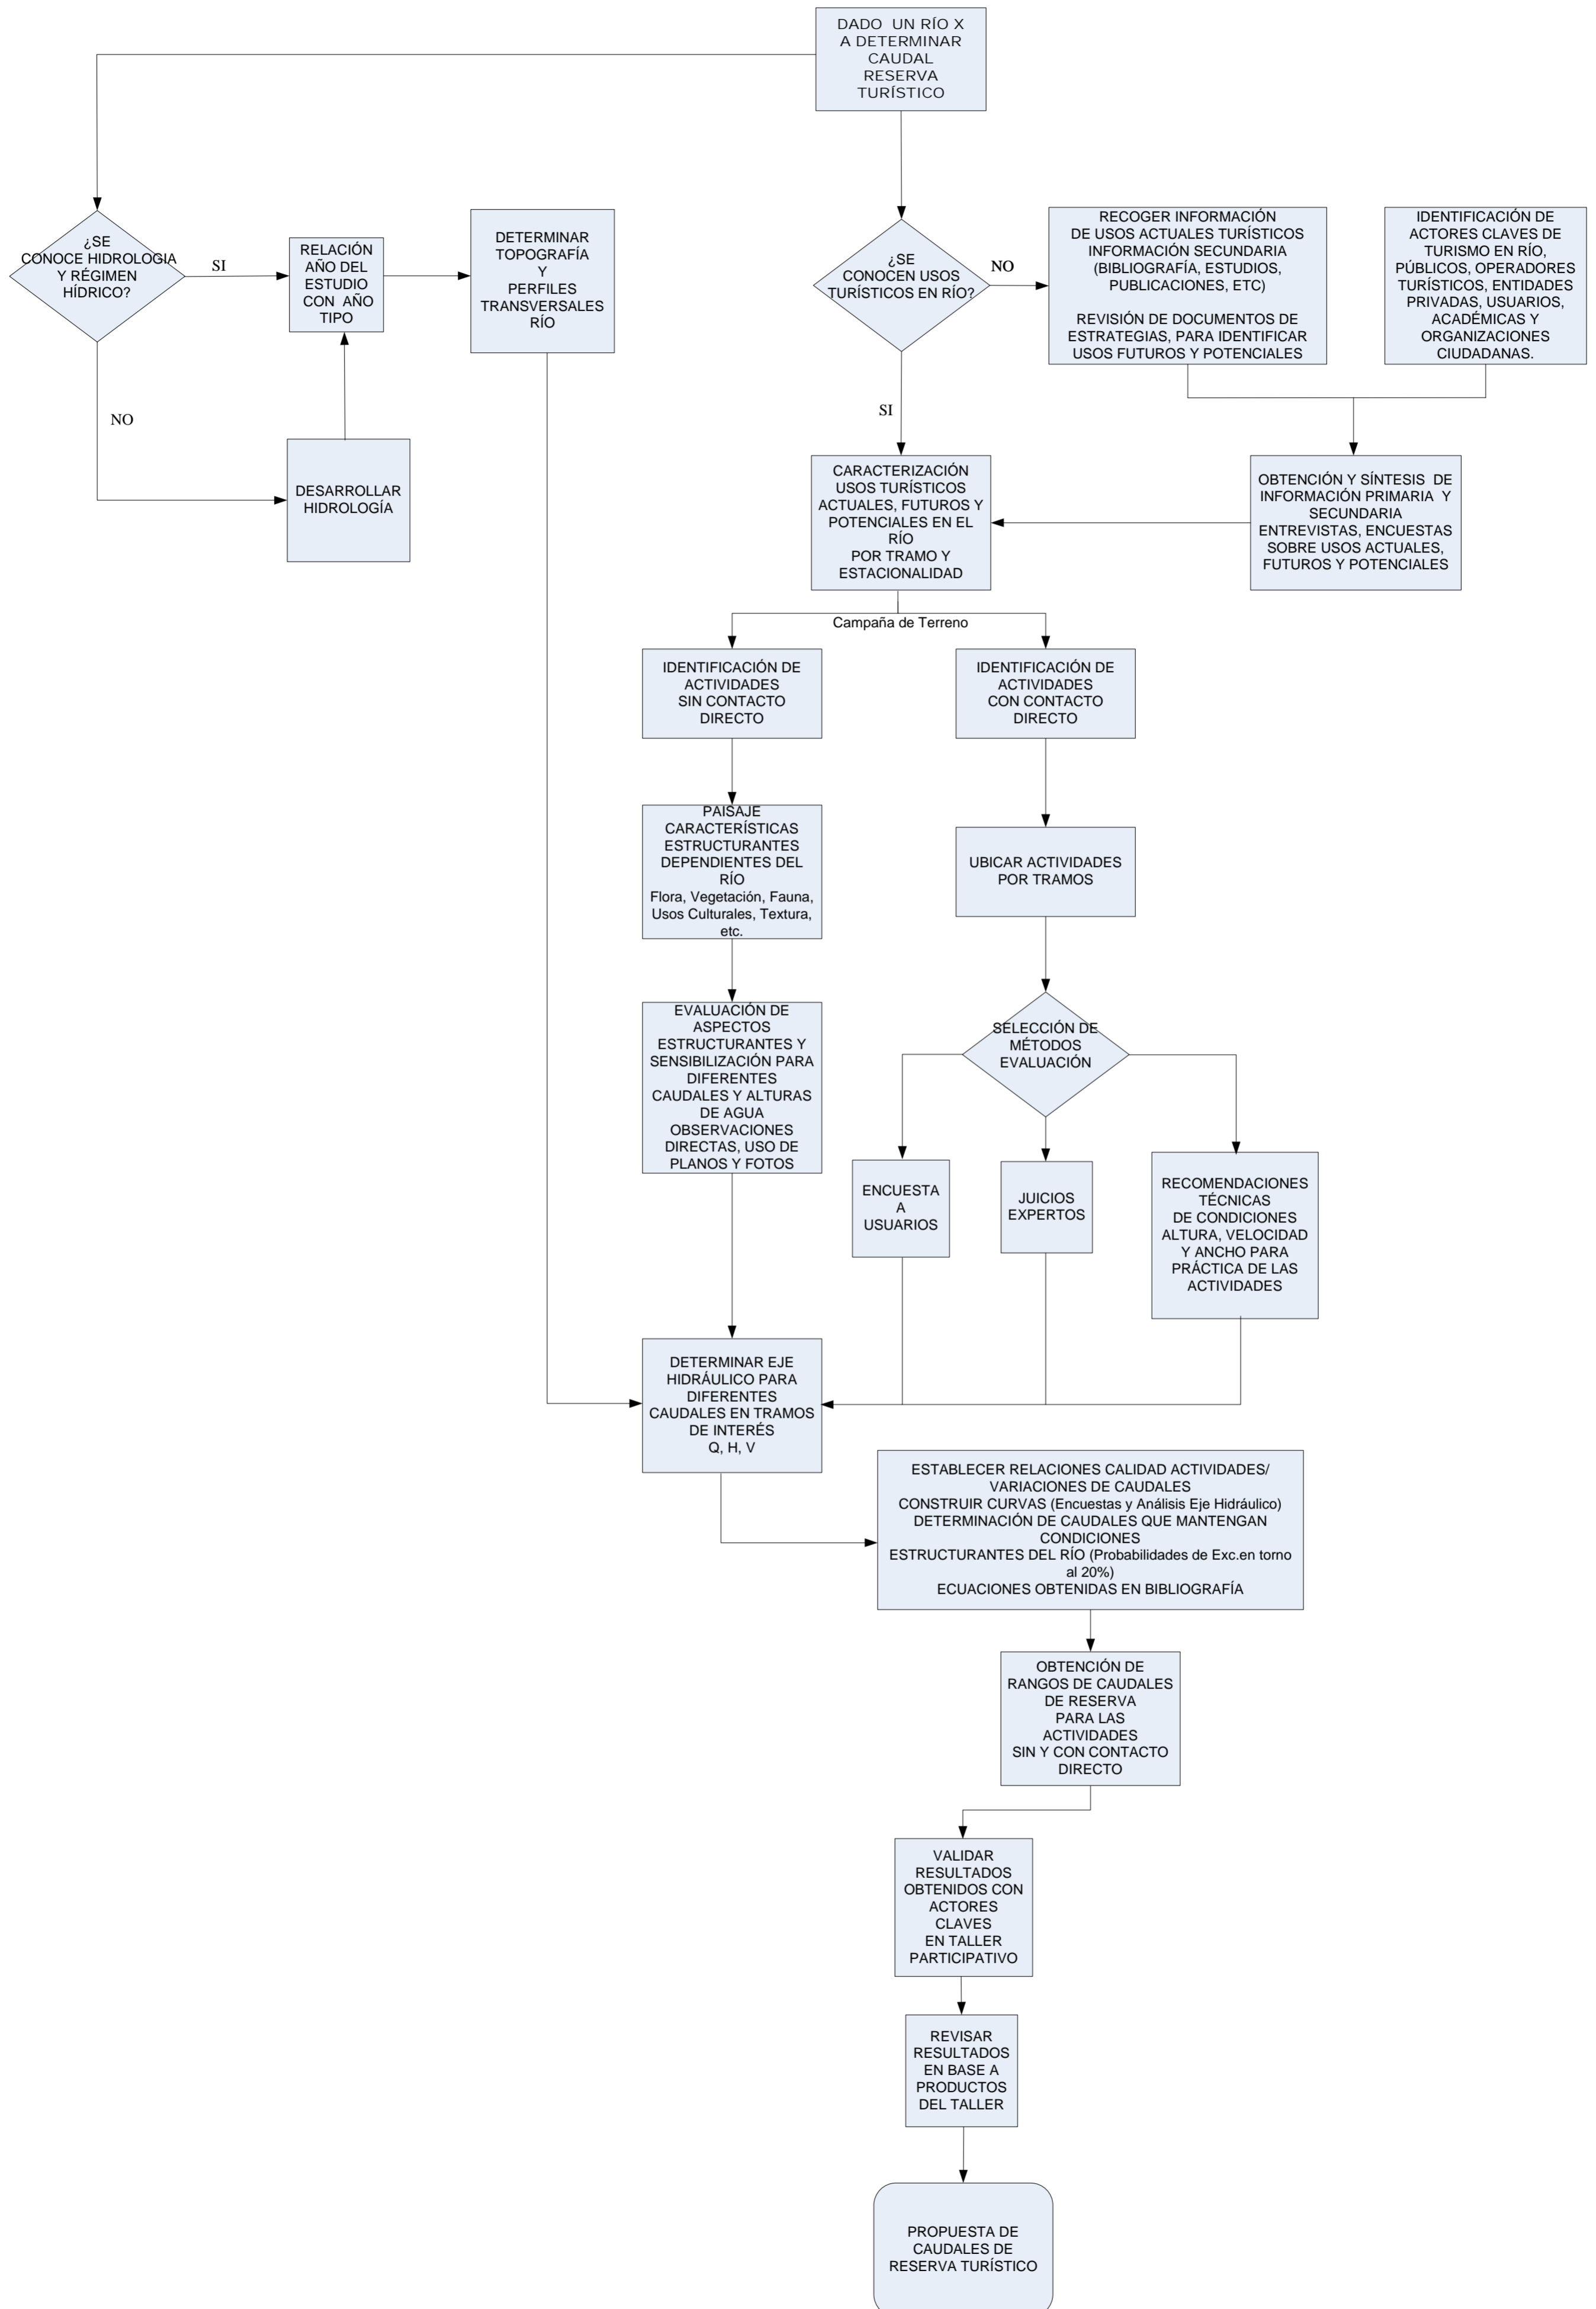 DADO UN RÍO X
A DETERMINAR
CAUDAL
RESERVA
TURÍSTICO
¿SE
CONOCE HIDROLOGIA
Y RÉGIMEN
HÍDRICO?
SI
NO
RELACIÓN
AÑO DEL
ESTUDIO
CON AÑO
TIPO
DETERMINAR
TOPOGRAFÍA
Y
PERFILES
TRANSVERSALES
RÍO
DESARROLLAR
HIDROLOGÍA
¿SE
CONOCEN USOS
TURÍSTICOS EN RÍO?
NO
SI
RECOGER INFORMACIÓN
DE USOS ACTUALES TURÍSTICOS
INFORMACIÓN SECUNDARIA
(BIBLIOGRAFÍA, ESTUDIOS,
PUBLICACIONES, ETC)
REVISIÓN DE DOCUMENTOS DE
ESTRATEGIAS, PARA IDENTIFICAR
USOS FUTUROS Y POTENCIALES
IDENTIFICACIÓN DE
ACTORES CLAVES DE
TURISMO EN RÍO,
PÚBLICOS, OPERADORES
TURÍSTICOS, ENTIDADES
PRIVADAS, USUARIOS,
ACADÉMICAS Y
ORGANIZACIONES
CIUDADANAS.
CARACTERIZACIÓN
USOS TURÍSTICOS
ACTUALES, FUTUROS Y
POTENCIALES EN EL
RÍO
POR TRAMO Y
ESTACIONALIDAD
OBTENCIÓN Y SÍNTESIS DE
INFORMACIÓN PRIMARIA Y
SECUNDARIA
ENTREVISTAS, ENCUESTAS
SOBRE USOS ACTUALES,
FUTUROS Y POTENCIALES
Campaña de Terreno
IDENTIFICACIÓN DE
ACTIVIDADES
SIN CONTACTO
DIRECTO
IDENTIFICACIÓN DE
ACTIVIDADES
CON CONTACTO
DIRECTO
PAISAJE
CARACTERÍSTICAS
ESTRUCTURANTES
DEPENDIENTES DEL
RÍO
Flora, Vegetación, Fauna,
Usos Culturales, Textura,
etc.
UBICAR ACTIVIDADES
POR TRAMOS
EVALUACIÓN DE
ASPECTOS
ESTRUCTURANTES Y
SENSIBILIZACIÓN PARA
DIFERENTES
CAUDALES Y ALTURAS
DE AGUA
OBSERVACIONES
DIRECTAS, USO DE
PLANOS Y FOTOS
SELECCIÓN DE
MÉTODOS
EVALUACIÓN
ENCUESTA
A
USUARIOS
JUICIOS
EXPERTOS
RECOMENDACIONES
TÉCNICAS
DE CONDICIONES
ALTURA, VELOCIDAD
Y ANCHO PARA
PRÁCTICA DE LAS
ACTIVIDADES
DETERMINAR EJE
HIDRÁULICO PARA
DIFERENTES
CAUDALES EN TRAMOS
DE INTERÉS
Q, H, V
ESTABLECER RELACIONES CALIDAD ACTIVIDADES/
VARIACIONES DE CAUDALES
CONSTRUIR CURVAS (Encuestas y Análisis Eje Hidráulico)
DETERMINACIÓN DE CAUDALES QUE MANTENGAN
CONDICIONES
ESTRUCTURANTES DEL RÍO (Probabilidades de Exc.en torno
al 20%)
ECUACIONES OBTENIDAS EN BIBLIOGRAFÍA
OBTENCIÓN DE
RANGOS DE CAUDALES
DE RESERVA
PARA LAS
ACTIVIDADES
SIN Y CON CONTACTO
DIRECTO
VALIDAR
RESULTADOS
OBTENIDOS CON
ACTORES
CLAVES
EN TALLER
PARTICIPATIVO
REVISAR
RESULTADOS
EN BASE A
PRODUCTOS
DEL TALLER
PROPUESTA DE
CAUDALES DE
RESERVA TURÍSTICO